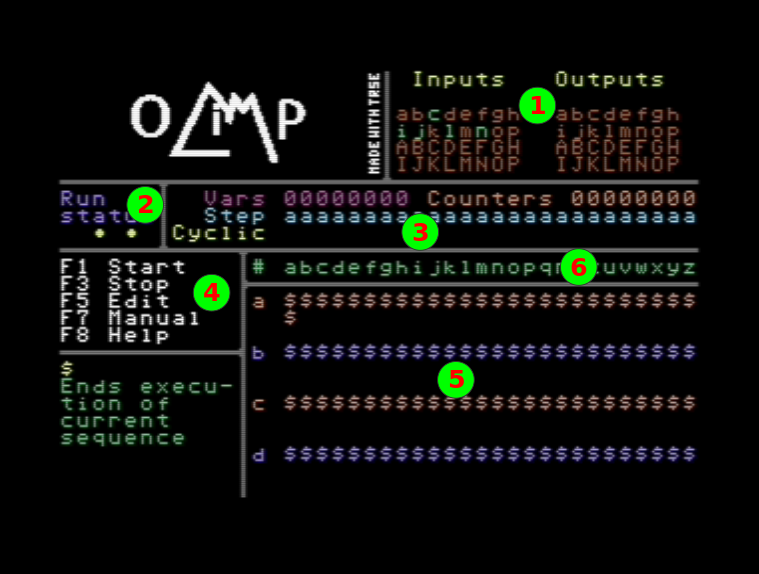 OLiMP
MADE WITH TRSE
Inputs Outputs
1
abcdefgh abcdefgh
ijklmnop ijklmnop
ABCDEFGH ABCDEFGH
IJKLMNOP IJKLMNOP
Run
status
2
Vars 00000000 Counters 00000000
Step aaaaaaaaaaaaaaaaaaaaaaaaaa
Cyclic
3
F1 Start
F3 Stop
F5 Edit
F7 Manual
F8 Help
4
$
Ends execu-
tion of
current
sequence
# abcdefghijklmnopq uvwxyz
6
a $$$$$$$$$$$$$$$$$$$$$$$$$$
$
b $$$$$$$$$$$$$$$$$$$$$$$$$$
5
c $$$$$$$$$$$$$$$$$$$$$$$$$$
d $$$$$$$$$$$$$$$$$$$$$$$$$$